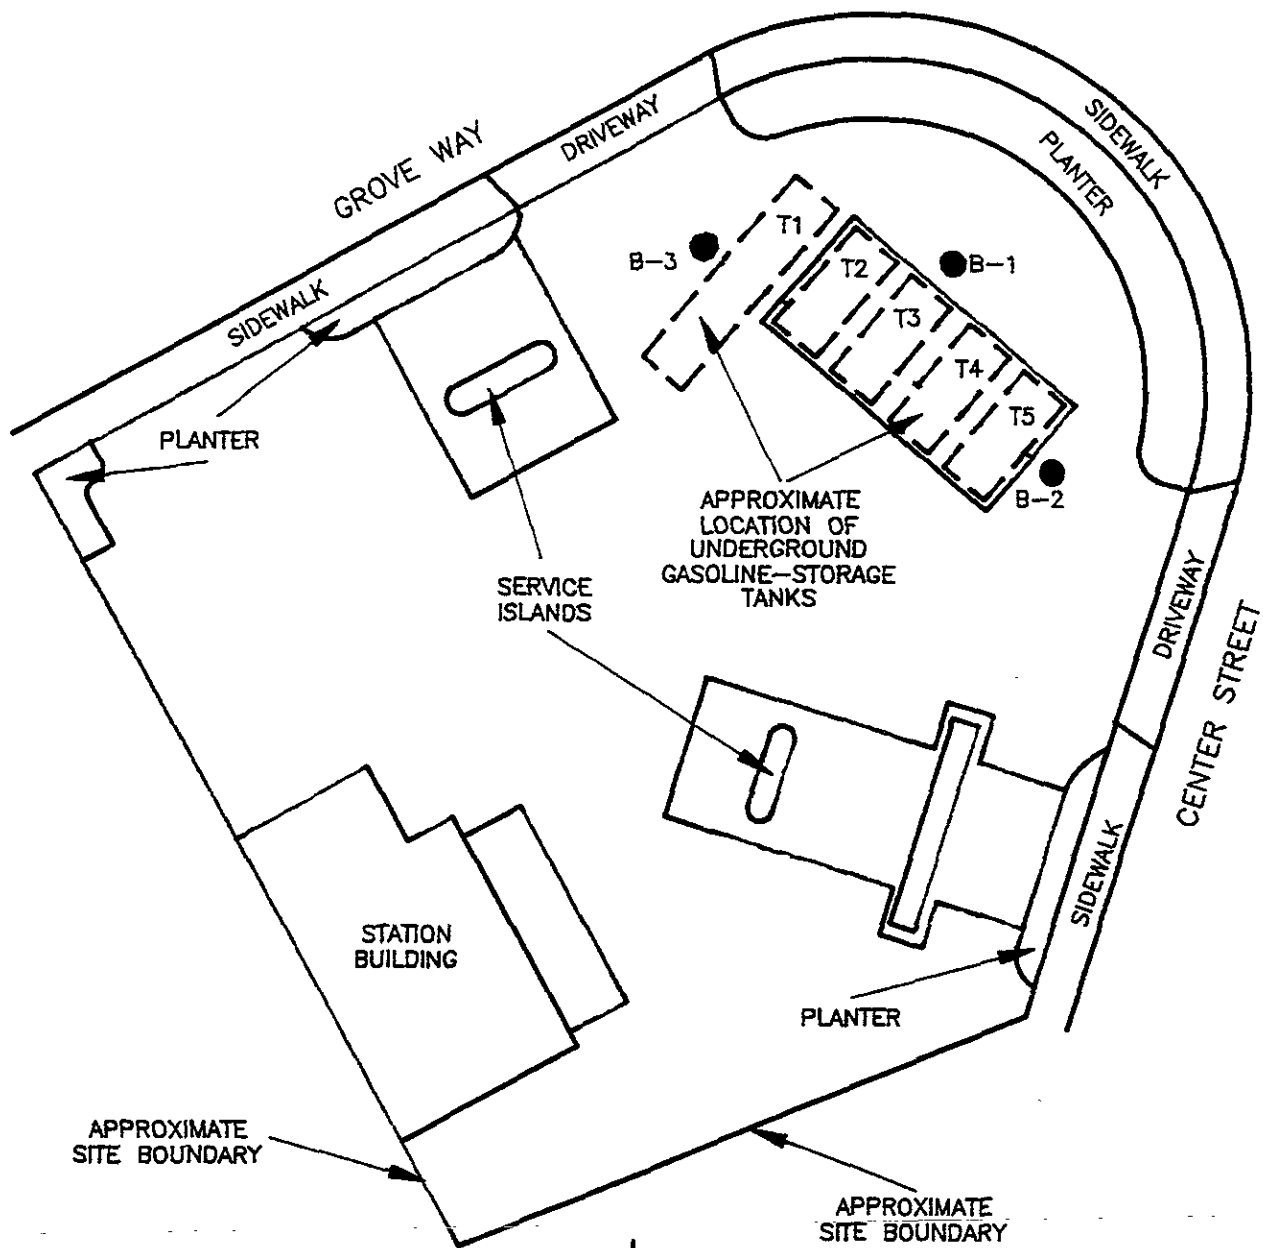 SIDEWALK
DRIVEWAY
GROVE WAY
PLANTER
T1
B-3
T2
B-1
SIDEWALK
T3
PLANTER
T4
T5
B-2
APPROXIMATE
LOCATION OF
UNDERGROUND
GASOLINE-STORAGE
TANKS
SERVICE
ISLANDS
DRIVEWAY
CENTER STREET
SIDEWALK
STATION
BUILDING
PLANTER
APPROXIMATE
SITE BOUNDARY
APPROXIMATE
SITE BOUNDARY